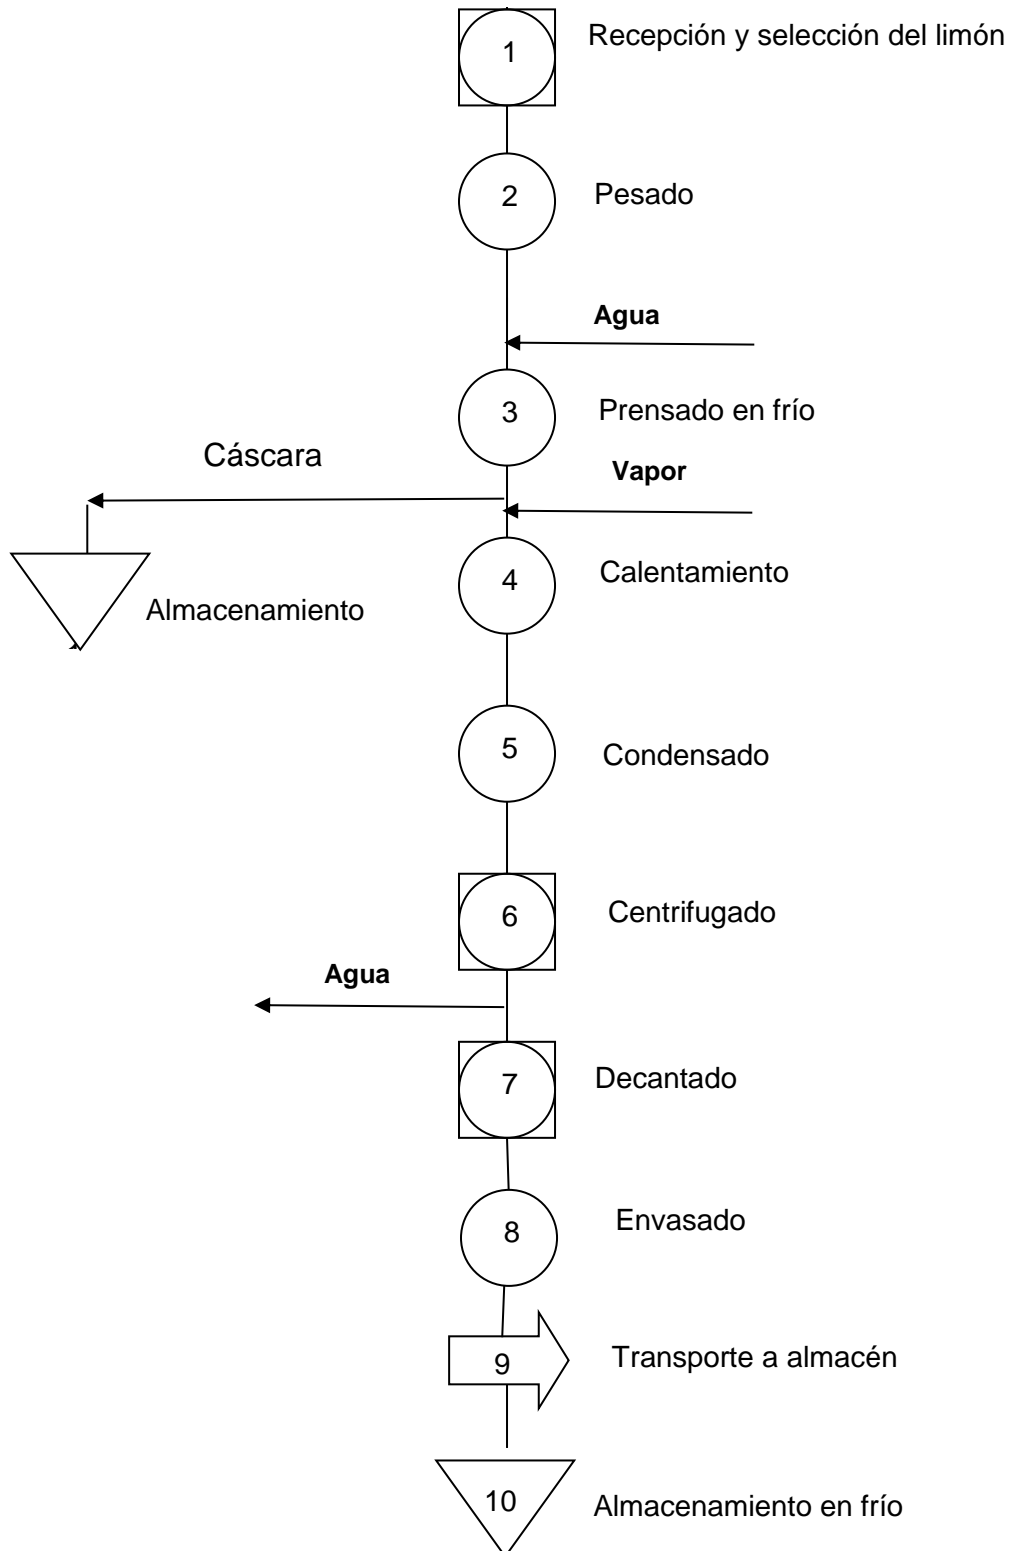 1
Recepción y selección del limón
2
Pesado
Agua
3
Prensado en frío
Cáscara
Vapor
4
Calentamiento
Almacenamiento
5
Condensado
6
Centrifugado
Agua
7
Decantado
8
Envasado
9
Transporte a almacén
10
Almacenamiento en frío